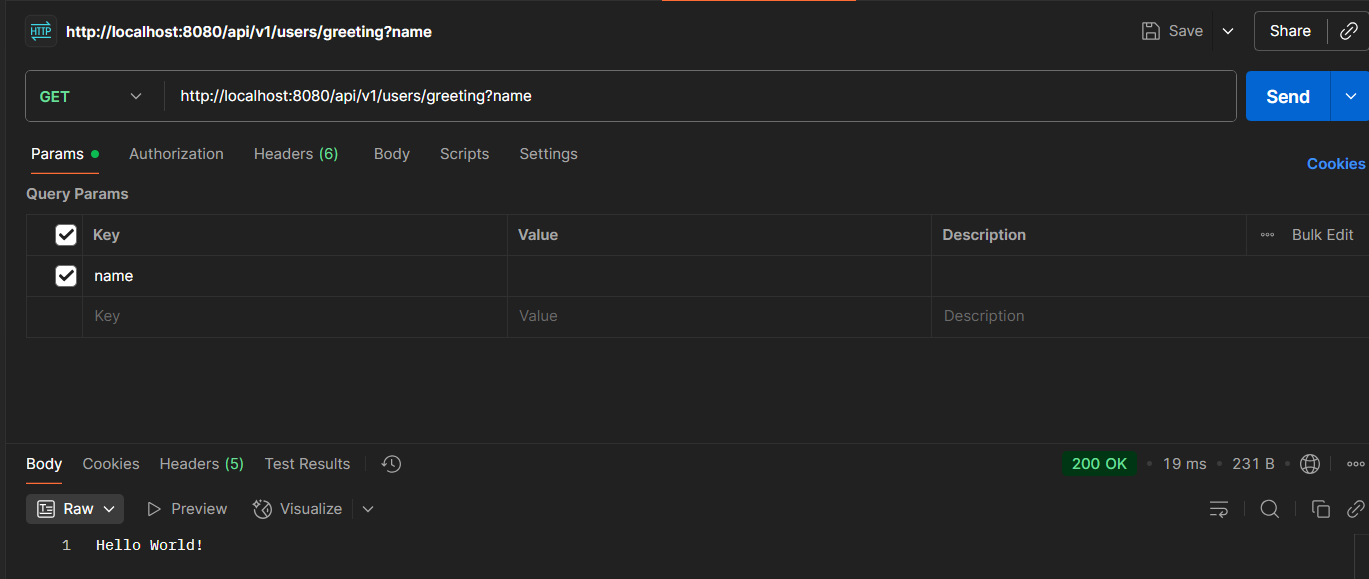 HTTP http://localhost:8080/api/v1/users/greeting?name Save Share
GET http://localhost:8080/api/v1/users/greeting?name Send
Params Authorization Headers (6) Body Scripts Settings Cookies
Query Params
Key Value Description Bulk Edit
name
Key Value Description
Body Cookies Headers (5) Test Results 200 OK • 19 ms • 231 B •
Raw Preview Visualize
1 Hello World!